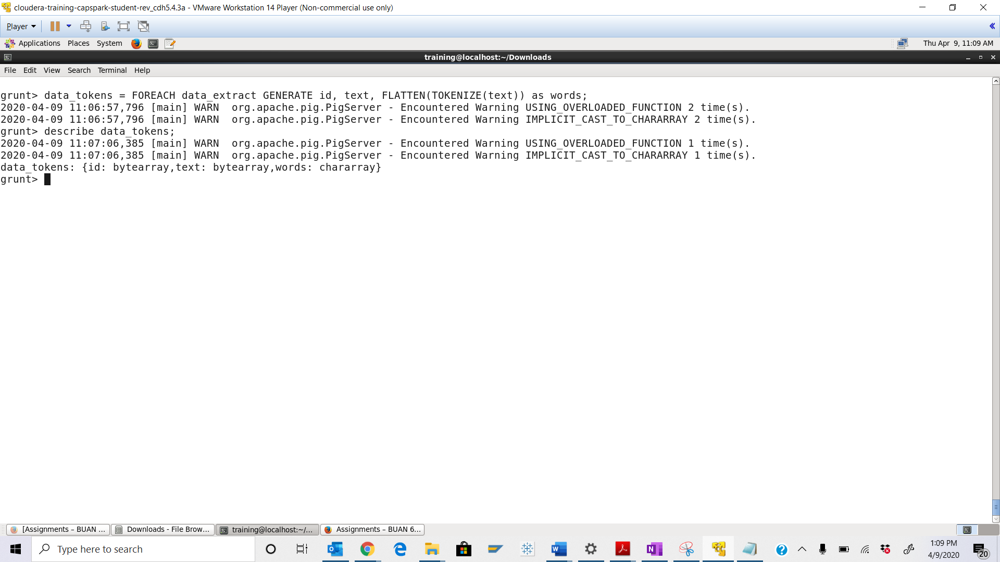 cloudera-training-capspark-student-rev_cdh5.4.3a - VMware Workstation 14 Player (Non-commercial use only)
Player
Applications Places System Thu Apr 9, 11:09 AM
training@localhost:~/Downloads
File Edit View Search Terminal Help
grunt> data_tokens = FOREACH data_extract GENERATE id, text, FLATTEN(TOKENIZE(text)) as words;
2020-04-09 11:06:57,796 [main] WARN  org.apache.pig.PigServer - Encountered Warning USING_OVERLOADED_FUNCTION 2 time(s).
2020-04-09 11:06:57,796 [main] WARN  org.apache.pig.PigServer - Encountered Warning IMPLICIT_CAST_TO_CHARARRAY 2 time(s).
grunt> describe data_tokens;
2020-04-09 11:07:06,385 [main] WARN  org.apache.pig.PigServer - Encountered Warning USING_OVERLOADED_FUNCTION 1 time(s).
2020-04-09 11:07:06,385 [main] WARN  org.apache.pig.PigServer - Encountered Warning IMPLICIT_CAST_TO_CHARARRAY 1 time(s).
data_tokens: {id: bytearray,text: bytearray,words: chararray}
grunt>
[Assignments – BUAN ... Downloads - File Brow... training@localhost:~/... Assignments – BUAN 6...
Type here to search
1:09 PM
4/9/2020
20